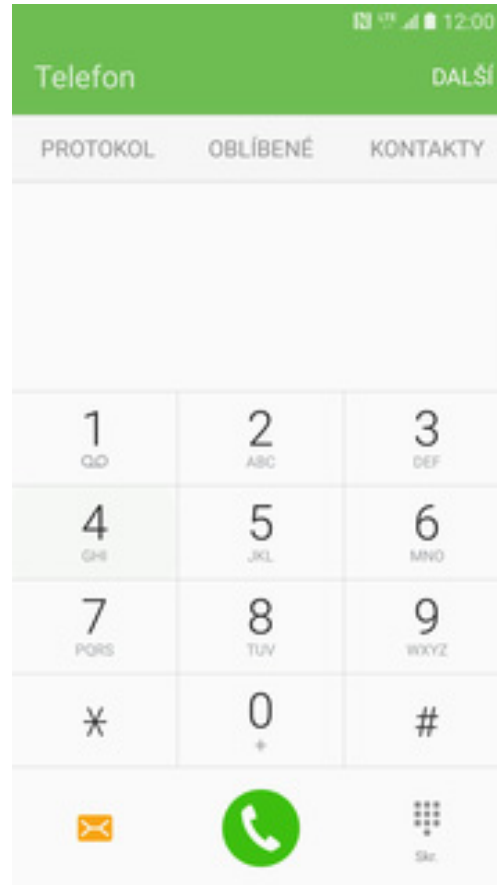 LTE 12:00
Telefon DALŠÍ
PROTOKOL OBLÍBENÉ KONTAKTY
1 2 3
ABC DEF
4 5 6
GHI JKL MNO
7 8 9
PQRS TUV WXYZ
* 0 #
+
Skr.